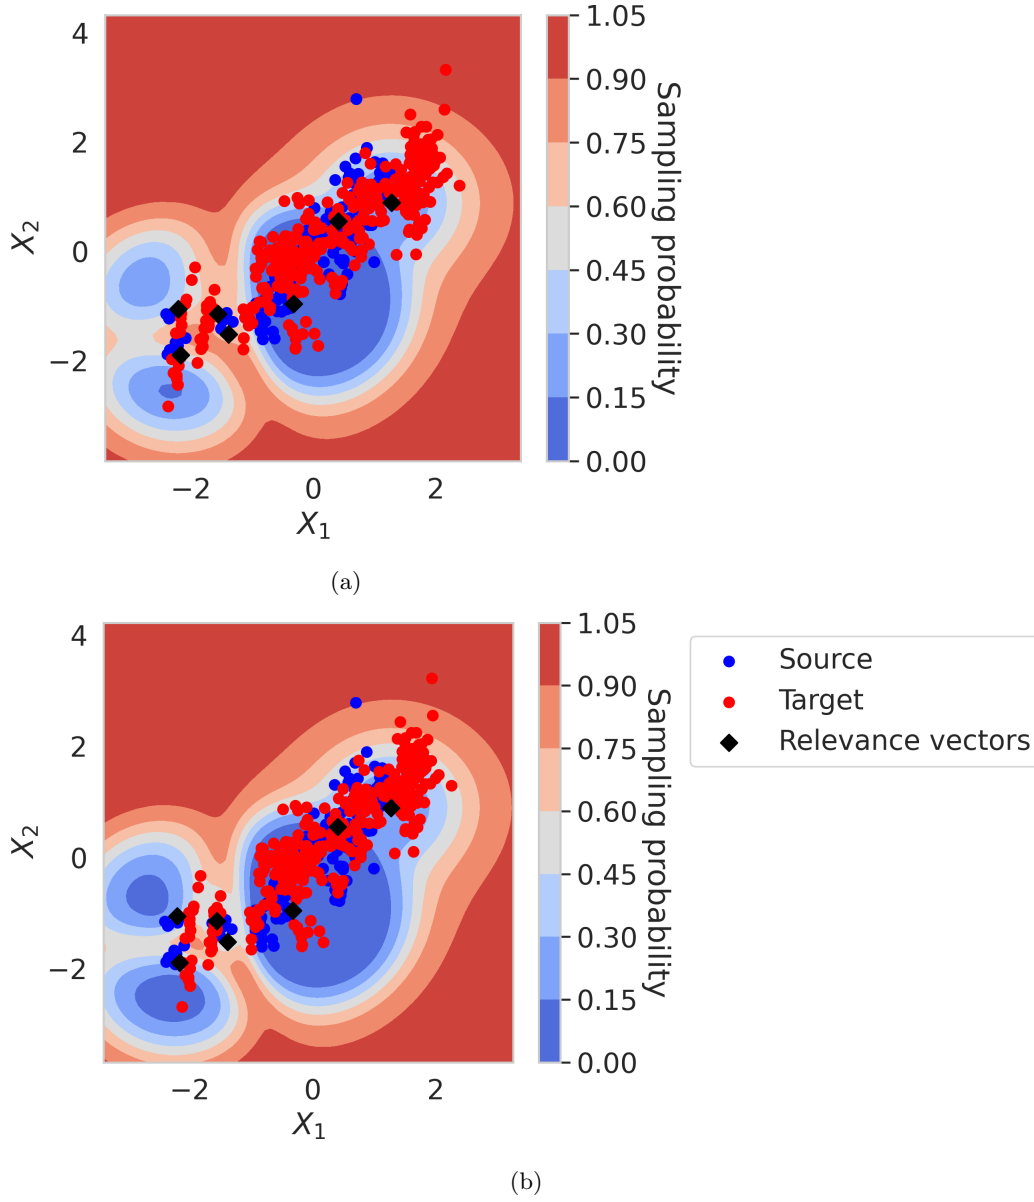 4
2
0
−2
X2
−2
0
2
X1
1.05
0.90
0.75
0.60
0.45
0.30
0.15
0.00
Sampling probability
(a)
4
2
0
−2
X2
−2
0
2
X1
1.05
0.90
0.75
0.60
0.45
0.30
0.15
0.00
Sampling probability
Source
Target
Relevance vectors
(b)